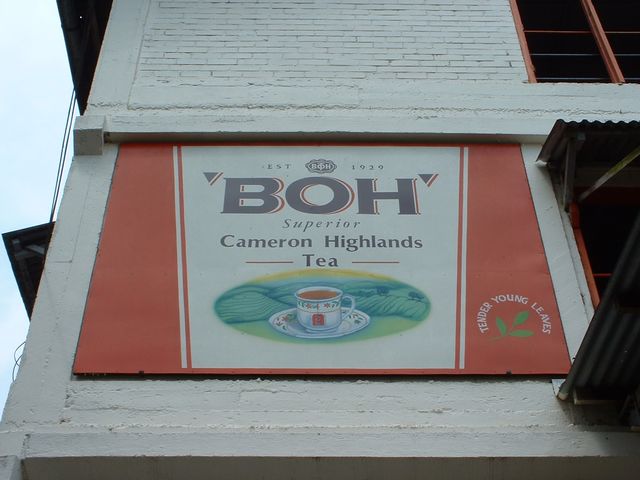 EST BOH 1929
'BOH'
Superior
Cameron Highlands
Tea
TENDER YOUNG LEAVES